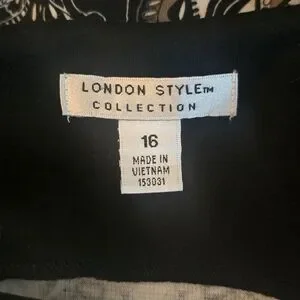 LONDON STYLE™
COLLECTION
16
MADE IN
VIETNAM
153031